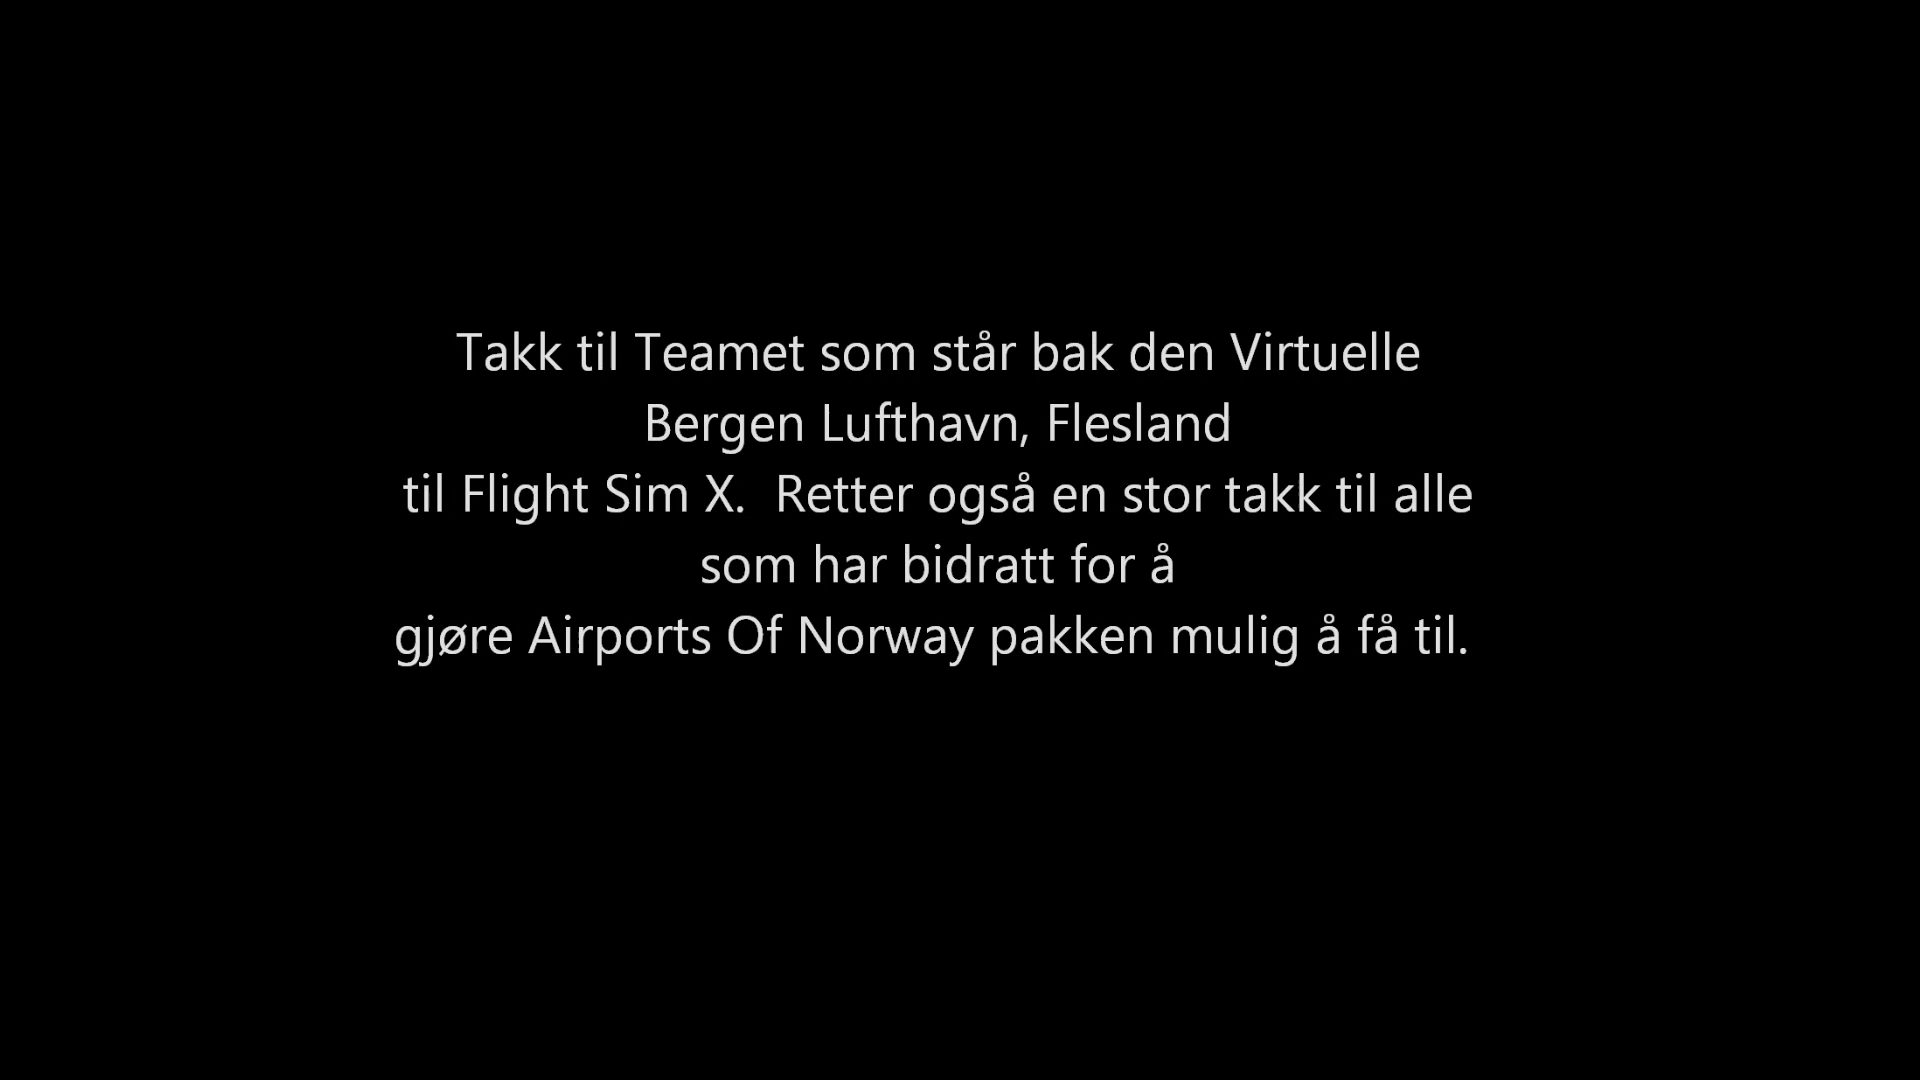 Takk til Teamet som står bak den Virtuelle
Bergen Lufthavn, Flesland
til Flight Sim X.  Retter også en stor takk til alle
som har bidratt for å
gjøre Airports Of Norway pakken mulig å få til.